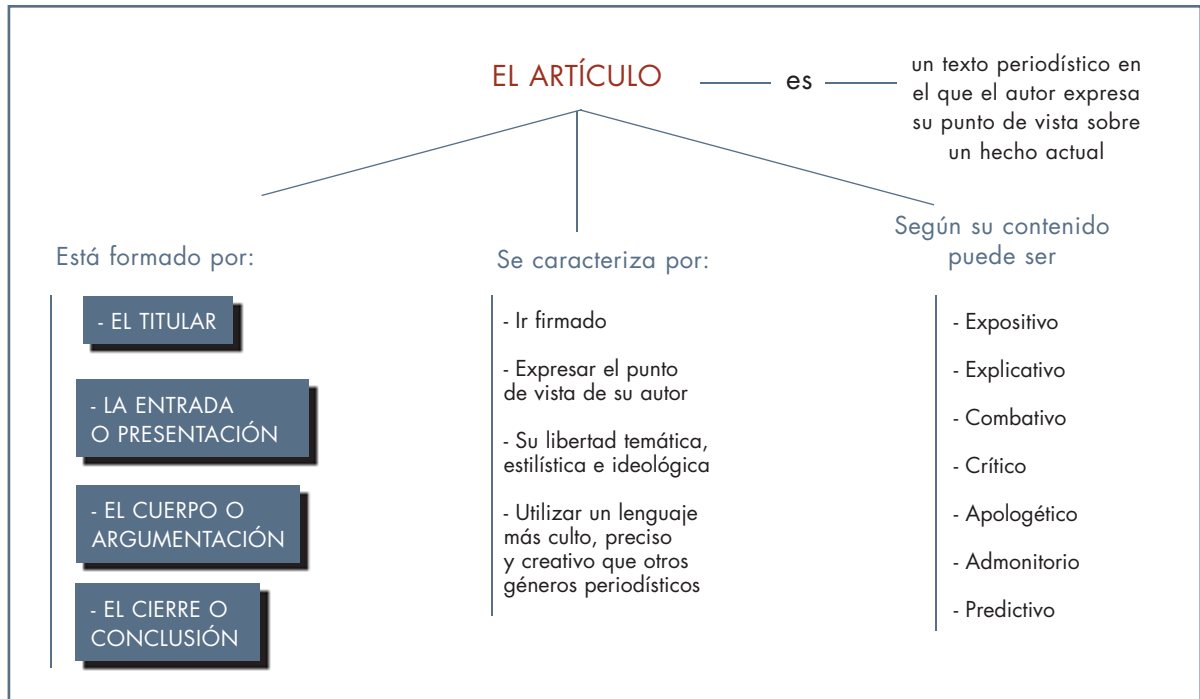 EL ARTÍCULO
es
un texto periodístico en
el que el autor expresa
su punto de vista sobre
un hecho actual
Está formado por:
- EL TITULAR
- LA ENTRADA
O PRESENTACIÓN
- EL CUERPO O
ARGUMENTACIÓN
- EL CIERRE O
CONCLUSIÓN
Se caracteriza por:
- Ir firmado
- Expresar el punto
de vista de su autor
- Su libertad temática,
estilística e ideológica
- Utilizar un lenguaje
más culto, preciso
y creativo que otros
géneros periodísticos
Según su contenido
puede ser
- Expositivo
- Explicativo
- Combativo
- Crítico
- Apologético
- Admonitorio
- Predictivo